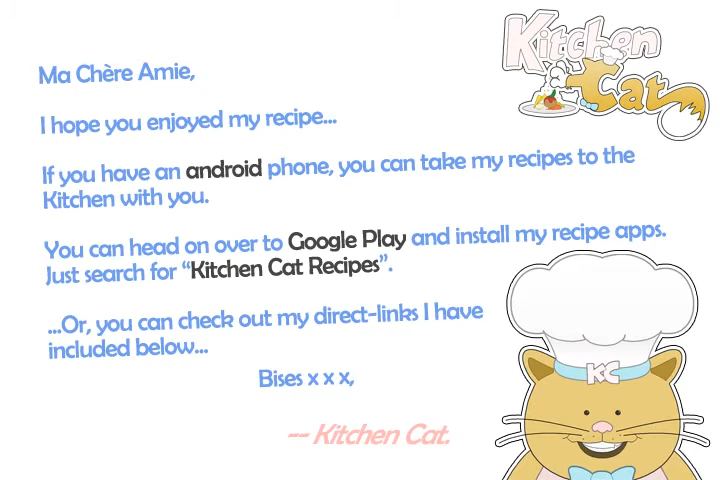 Kitchen
Cat
Ma Chère Amie,
I hope you enjoyed my recipe...
If you have an android phone, you can take my recipes to the
Kitchen with you.
You can head on over to Google Play and install my recipe apps.
Just search for “Kitchen Cat Recipes”.
...Or, you can check out my direct-links I have
included below...
Bises x x x,
-- Kitchen Cat.
KC